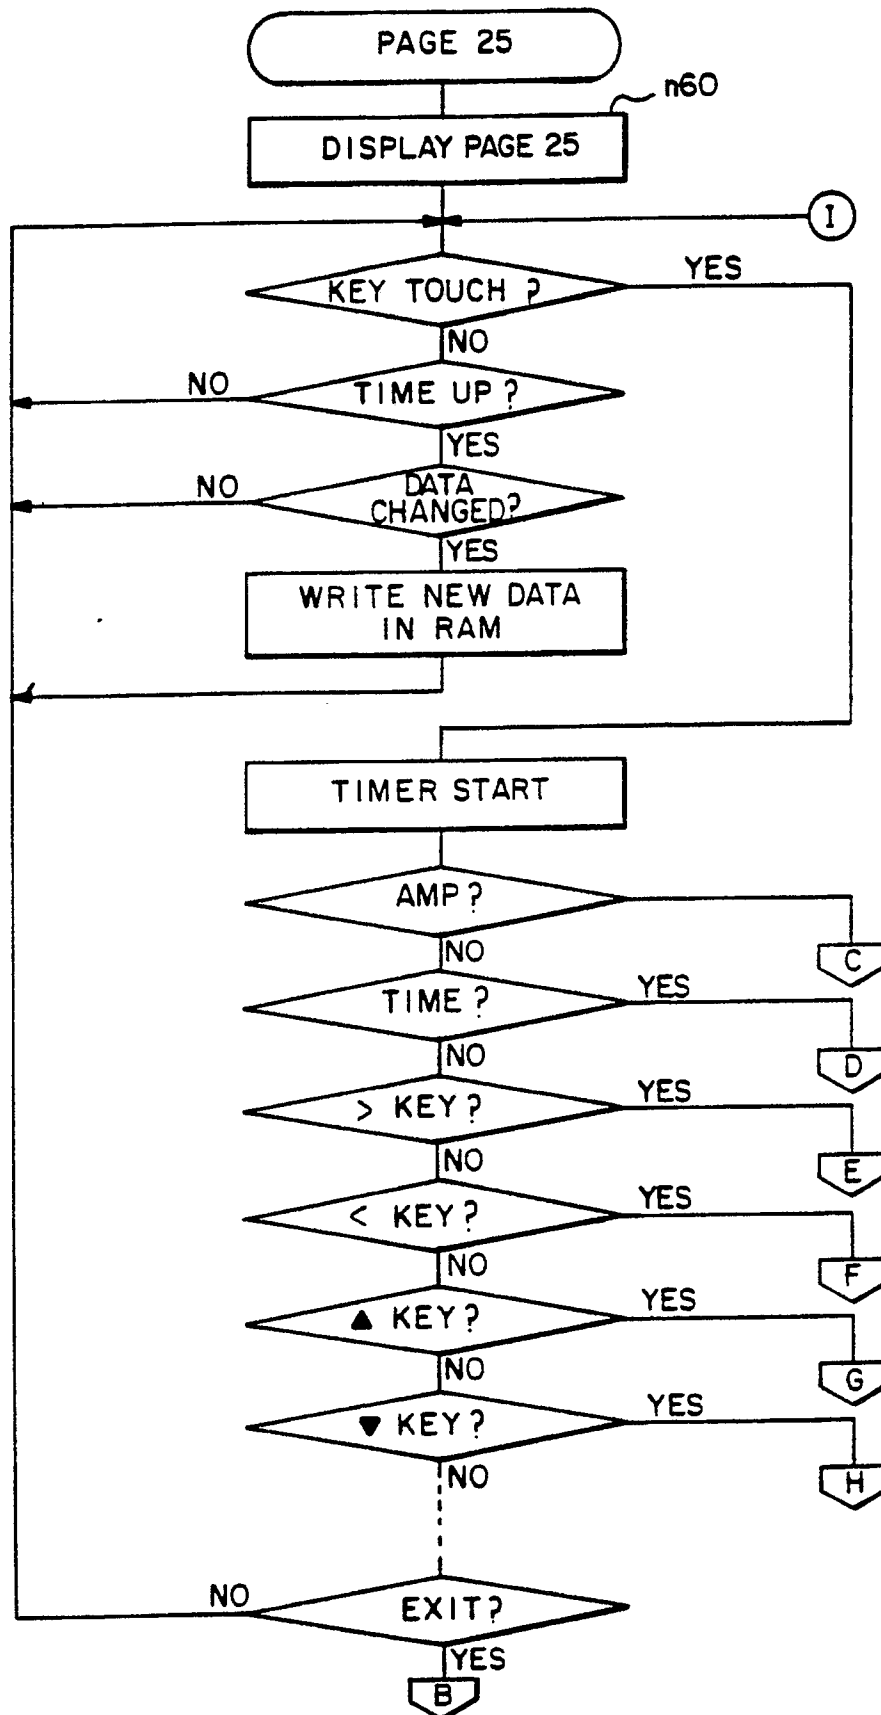 PAGE 25
n60
DISPLAY PAGE 25
I
KEY TOUCH ?
YES
NO
TIME UP?
NO
YES
DATA
CHANGED?
NO
YES
WRITE NEW DATA
IN RAM
TIMER START
AMP?
C
NO
TIME?
YES
D
NO
> KEY?
YES
E
NO
< KEY?
YES
F
NO
▲ KEY?
YES
G
NO
▼ KEY?
YES
H
NO
EXIT?
NO
YES
B